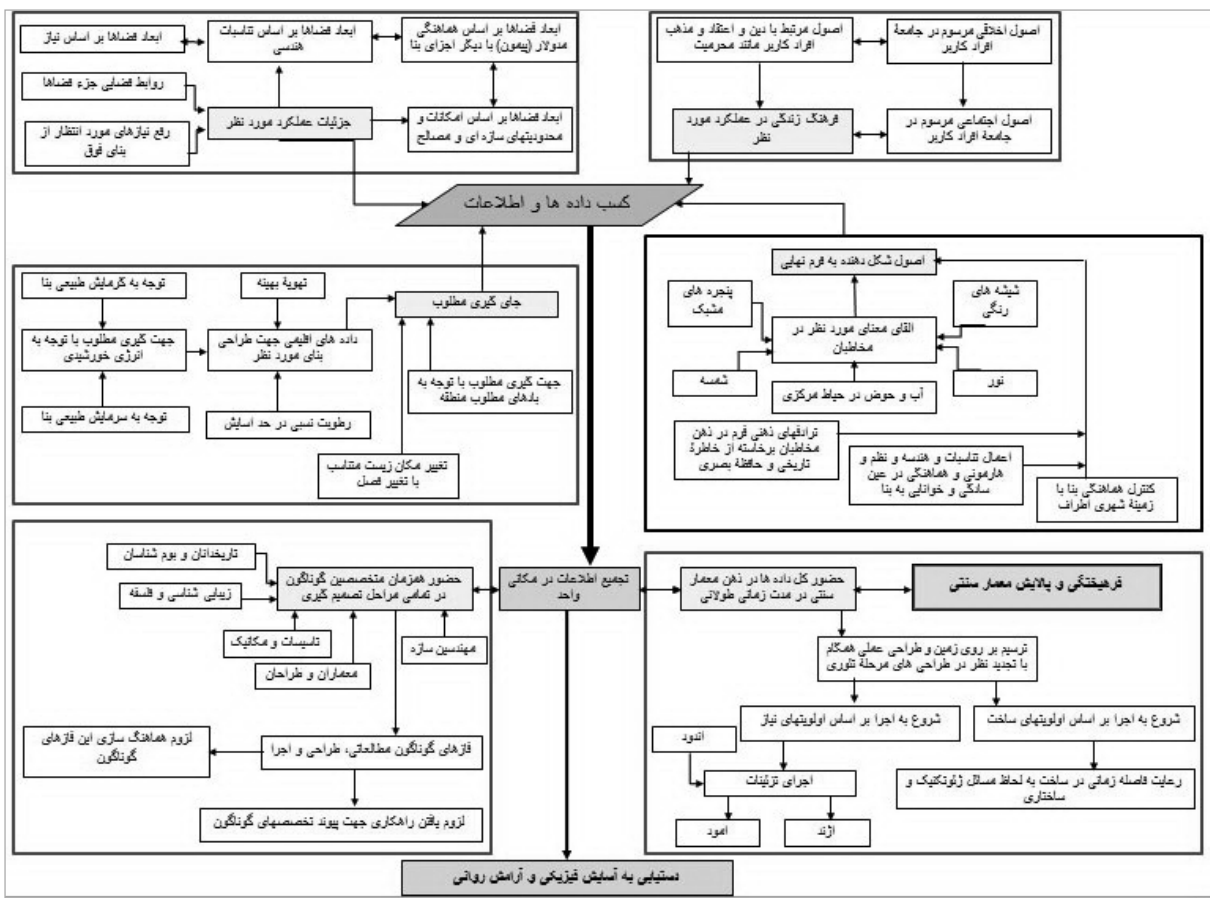 اصول اخلاقی مرسوم در جامعهٔ
افراد کاربر
اصول مرتبط با دین و اعتقاد و مذهب
افراد کاربر مانند محرمیت
اصول اجتماعی مرسوم در
جامعهٔ افراد کاربر
فرهنگ زندگی در عملکرد مورد
نظر
ابعاد فضاها بر اساس هماهنگی
مدولار (پیمون) با دیگر اجزای بنا
ابعاد فضاها بر اساس تناسبات
هندسی
ابعاد فضاها بر اساس نیاز
روابط فضایی جزء فضاها
ابعاد فضاها بر اساس امکانات و
محدودیتهای سازه ای و مصالح
جزئیات عملکرد مورد نظر
رفع نیازهای مورد انتظار از
بنای فوق
کسب داده ها و اطلاعات
اصول شکل دهنده به فرم نهایی
شیشه های
رنگی
پنجره های
مشبک
القای معنای مورد نظر در
مخاطبان
نور
شمسه
آب و حوض در حیاط مرکزی
ترادفهای ذهنی فرم در ذهن
مخاطبان برخاسته از خاطرهٔ
تاریخی و حافظهٔ بصری
اعمال تناسبات و هندسه و نظم و
هارمونی و هماهنگی در عین
سادگی و خوانایی به بنا
کنترل هماهنگی بنا با
زمینهٔ شهری اطراف
جای گیری مطلوب
تهویهٔ بهینه
توجه به گرمایش طبیعی بنا
داده های اقلیمی جهت طراحی
بنای مورد نظر
جهت گیری مطلوب با توجه به
انرژی خورشیدی
جهت گیری مطلوب با توجه به
بادهای مطلوب منطقه
رطوبت نسبی در حد اسایش
توجه به سرمایش طبیعی بنا
تغییر مکان زیست متناسب
با تغییر فصل
فرهیختگی و پالایش معمار سنتی
حضور کل داده ها در ذهن معمار
سنتی در مدت زمانی طولانی
تجمیع اطلاعات در مکانی
واحد
حضور همزمان متخصصین گوناگون
در تمامی مراحل تصمیم گیری
تاریخدانان و بوم شناسان
زیبایی شناسی و فلسفه
تاسیسات و مکانیک
معماران و طراحان
مهندسین سازه
ترسیم بر روی زمین و طراحی عملی همگام
با تجدید نظر در طراحی های مرحلهٔ تئوری
شروع به اجرا بر اساس اولویتهای ساخت
شروع به اجرا بر اساس اولویتهای نیاز
اندود
رعایت فاصله زمانی در ساخت به لحاظ مسائل ژئوتکنیک و
ساختاری
اجرای تزئینات
اژند
امود
فازهای گوناگون مطالعاتی، طراحی و اجرا
لزوم هماهنگ سازی این فازهای
گوناگون
لزوم یافتن راهکاری جهت پیوند تخصصهای گوناگون
دستیابی به آسایش فیزیکی و آرامش روانی